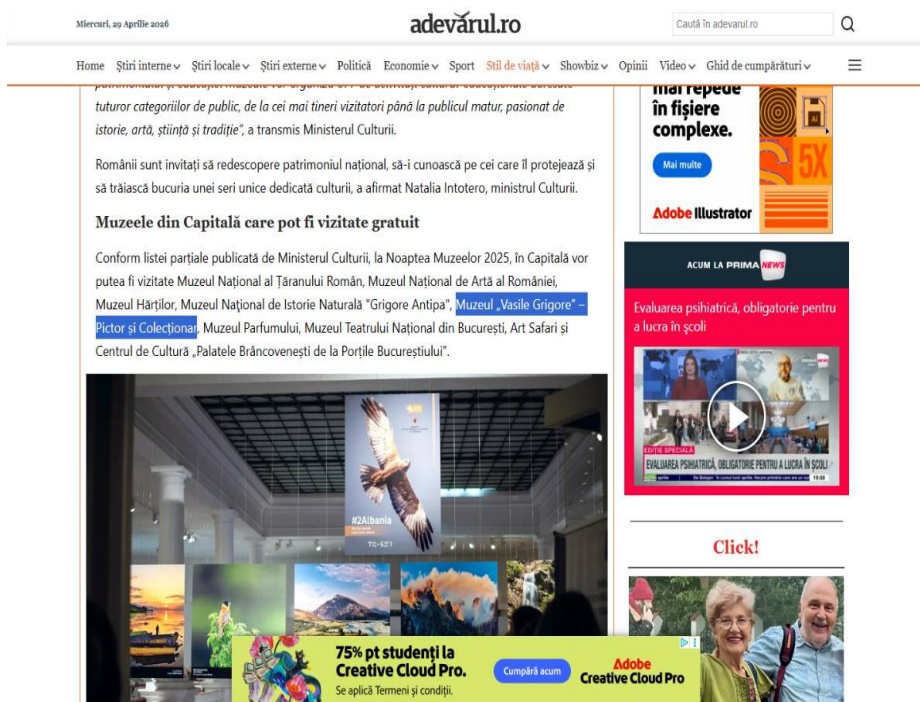 Miercuri, 29 Aprilie 2026
adevărul.ro
Caută în adevarul.ro
Home Știri interne Știri locale Știri externe Politică Economie Sport Stil de viață Showbiz Opinii Video Ghid de cumpărături
tuturor categoriilor de public, de la cei mai tineri vizitatori până la publicul matur, pasionat de
istorie, artă, știință și tradiție”, a transmis Ministerul Culturii.
Românii sunt invitați să redescopere patrimoniul național, să-i cunoască pe cei care îl protejează și
să trăiască bucuria unei seri unice dedicată culturii, a afirmat Natalia Intotero, ministrul Culturii.
Muzeele din Capitală care pot fi vizitate gratuit
Conform listei parțiale publicată de Ministerul Culturii, la Noaptea Muzeelor 2025, în Capitală vor
putea fi vizitate Muzeul Național al Țăranului Român, Muzeul Național de Artă al României,
Muzeul Hărților, Muzeul Naţional de Istorie Naturală "Grigore Antipa", Muzeul „Vasile Grigore” –
Pictor și Colecționar, Muzeul Parfumului, Muzeul Teatrului Național din București, Art Safari și
Centrul de Cultură „Palatele Brâncovenești de la Porțile Bucureștiului”.
#2Albania
mai repede
în fișiere
complexe.
Mai multe
Ai
5X
Adobe Illustrator
ACUM LA PRIMA NEWS
Evaluarea psihiatrică, obligatorie pentru
a lucra în școli
EDIȚIE SPECIALĂ
EVALUAREA PSIHIATRICĂ, OBLIGATORIE PENTRU A LUCRA ÎN ȘCOLI
19:58
Click!
75% pt studenți la
Creative Cloud Pro.
Se aplică Termeni și condiții.
Cumpără acum
Adobe
Creative Cloud Pro